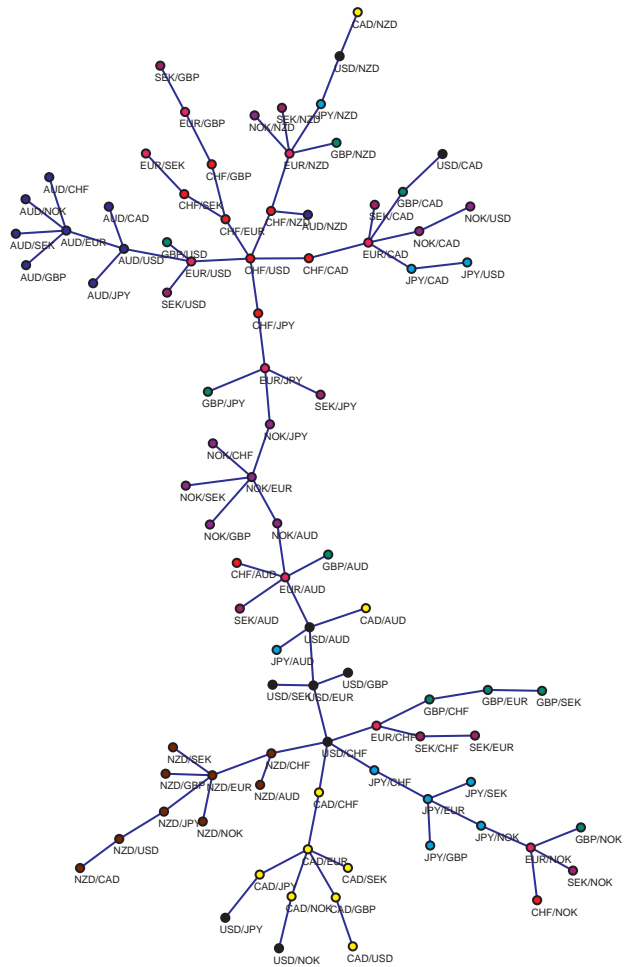 CAD/NZD
USD/NZD
SEK/GBP
JPY/NZD
SEK/NZD
EUR/GBP
NOK/NZD
GBP/NZD
EUR/SEK
EUR/NZD
USD/CAD
CHF/GBP
AUD/CHF
CHF/SEK
GBP/CAD
AUD/NOK
AUD/CAD
SEK/CAD
NOK/USD
CHF/EUR
CHF/NZD
AUD/NZD
AUD/SEK
AUD/EUR
NOK/CAD
AUD/USD
GBP/USD
EUR/CAD
AUD/GBP
EUR/USD
CHF/USD
CHF/CAD
JPY/CAD
JPY/USD
AUD/JPY
SEK/USD
CHF/JPY
EUR/JPY
GBP/JPY
SEK/JPY
NOK/JPY
NOK/CHF
NOK/EUR
NOK/SEK
NOK/GBP
NOK/AUD
GBP/AUD
CHF/AUD
EUR/AUD
SEK/AUD
CAD/AUD
USD/AUD
JPY/AUD
USD/GBP
USD/SEK
USD/EUR
GBP/EUR
GBP/SEK
GBP/CHF
EUR/CHF
SEK/CHF
SEK/EUR
USD/CHF
NZD/SEK
NZD/CHF
JPY/CHF
NZD/GBP
NZD/EUR
NZD/AUD
JPY/SEK
CAD/CHF
JPY/EUR
NZD/JPY
NZD/NOK
JPY/NOK
GBP/NOK
NZD/USD
JPY/GBP
EUR/NOK
CAD/EUR
NZD/CAD
CAD/SEK
SEK/NOK
CAD/JPY
CAD/NOK
CAD/GBP
CHF/NOK
USD/JPY
USD/NOK
CAD/USD